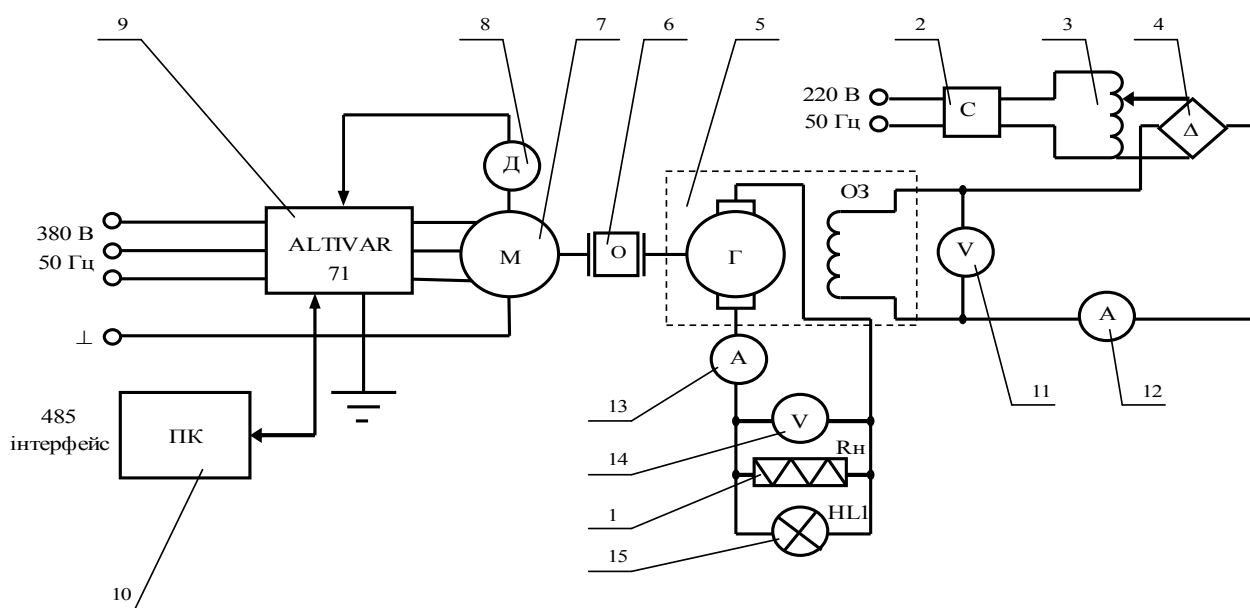 9
8
7
6
5
2
3
4
220 В
50 Гц
С
Δ
Д
ОЗ
380 В
50 Гц
ALTIVAR
71
М
О
Г
V
А
⊥
А
485
інтерфейс
ПК
13
V
11
12
14
Rн
1
HL1
15
10